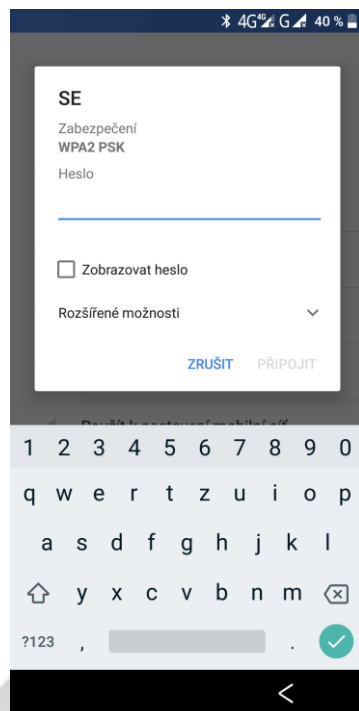 4G 4G G 40 %
SE
Zabezpečení
WPA2 PSK
Heslo
Zobrazovat heslo
Rozšířené možnosti
ZRUŠIT PŘIPOJIT
1 2 3 4 5 6 7 8 9 0
q w e r t z u i o p
a s d f g h j k l
y x c v b n m
?123 , .